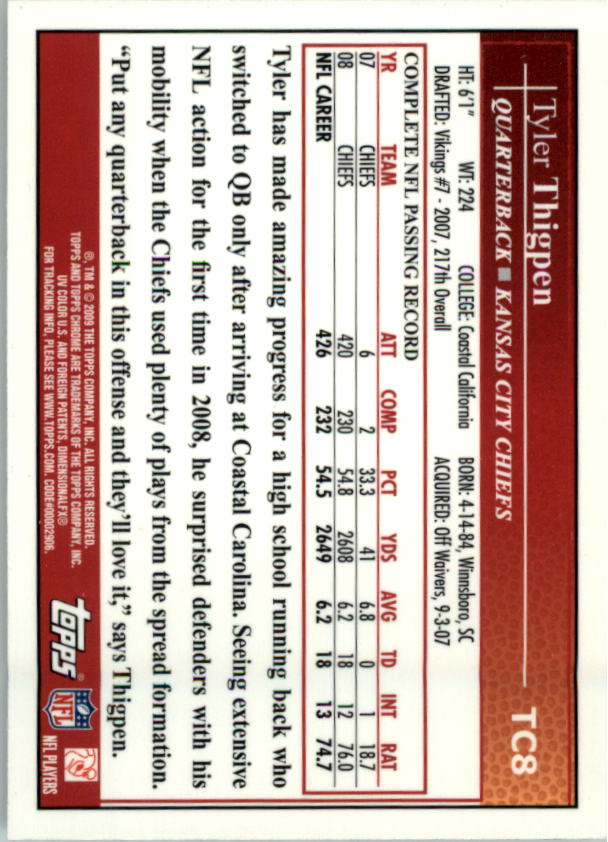 Tyler Thigpen TC8
QUARTERBACK ■ KANSAS CITY CHIEFS
HT: 6'1" WT: 224 COLLEGE: Coastal California BORN: 4-14-84, Winnsboro, SC
DRAFTED: Vikings #7 - 2007, 217th Overall ACQUIRED: Off Waivers, 9-3-07
COMPLETE NFL PASSING RECORD
YR TEAM ATT COMP PCT YDS AVG TD INT RAT
07 CHIEFS 6 2 33.3 41 6.8 0 1 18.7
08 CHIEFS 420 230 54.8 2608 6.2 18 12 76.0
NFL CAREER 426 232 54.5 2649 6.2 18 13 74.7
Tyler has made amazing progress for a high school running back who
switched to QB only after arriving at Coastal Carolina. Seeing extensive
NFL action for the first time in 2008, he surprised defenders with his
mobility when the Chiefs used plenty of plays from the spread formation.
“Put any quarterback in this offense and they’ll love it,” says Thigpen.
®, TM & © 2009 THE TOPPS COMPANY, INC. ALL RIGHTS RESERVED.
TOPPS AND TOPPS CHROME ARE TRADEMARKS OF THE TOPPS COMPANY, INC.
UV COLOR U.S. AND FOREIGN PATENTS, DIMENSIONALFX®
FOR TRACKING INFO, PLEASE SEE WWW.TOPPS.COM. CODE#00002906.
topps®
NFL
NFL PLAYERS